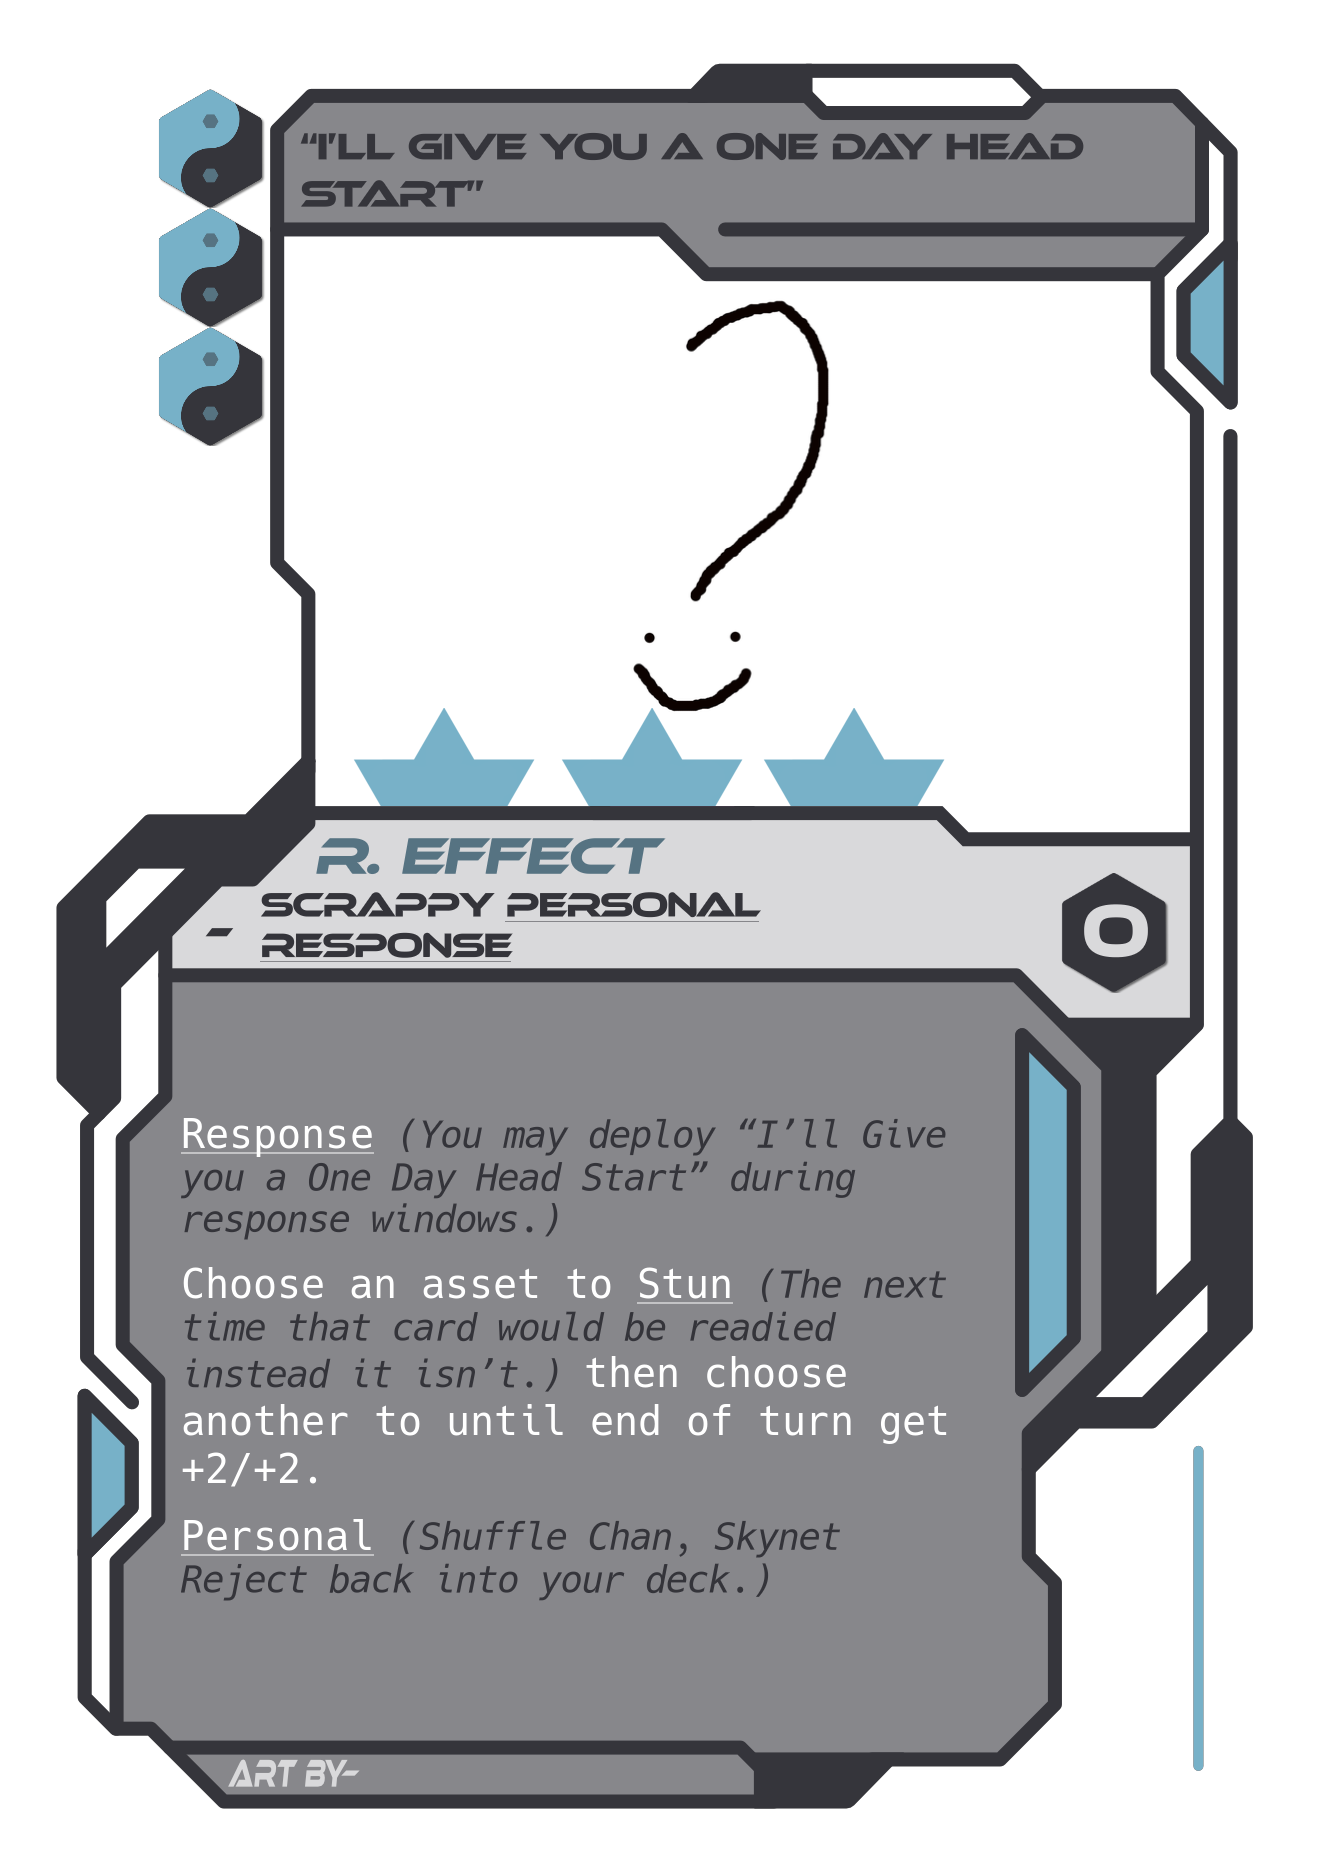 “I’LL GIVE YOU A ONE DAY HEAD
START”
R. EFFECT
- SCRAPPY PERSONAL
RESPONSE
0
Response (You may deploy “I’ll Give
you a One Day Head Start” during
response windows.)
Choose an asset to Stun (The next
time that card would be readied
instead it isn’t.) then choose
another to until end of turn get
+2/+2.
Personal (Shuffle Chan, Skynet
Reject back into your deck.)
ART BY-